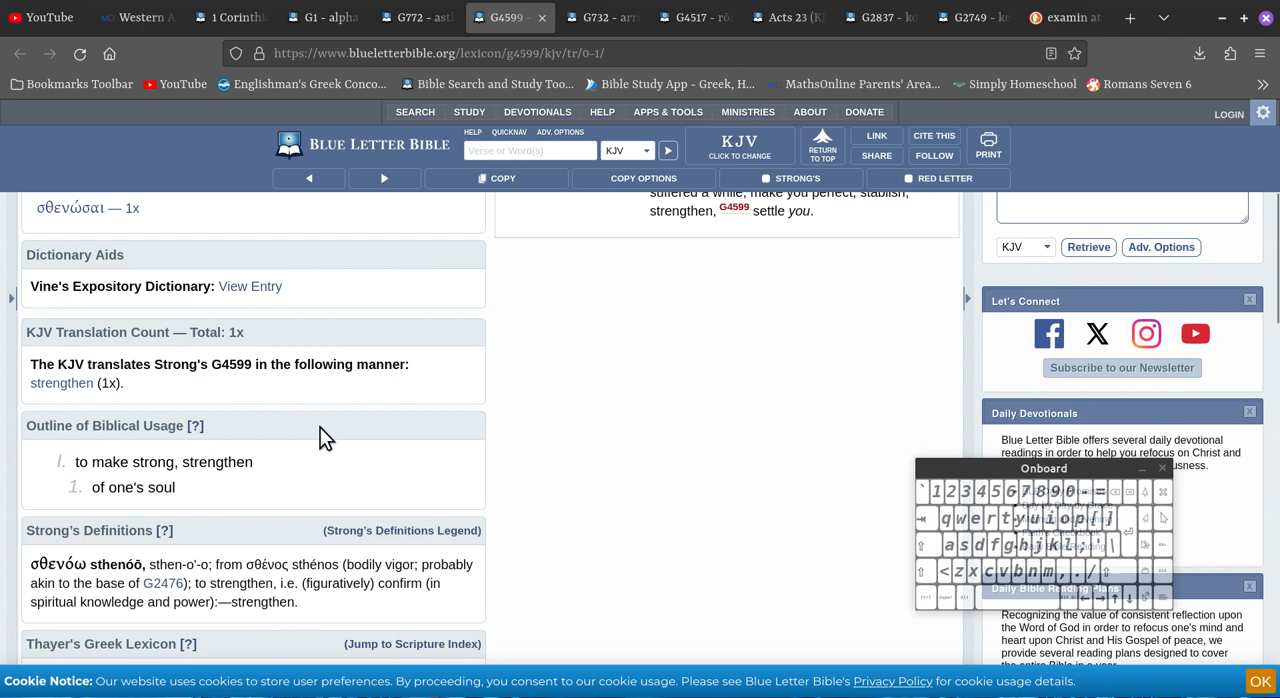 YouTube
Western A
1 Corinthi
G1 - alpha
G772 - ast
G4599 -
G732 - arr
G4517 - rō
Acts 23 (K
G2837 - ko
G2749 - ke
examin at
https://www.blueletterbible.org/lexicon/g4599/kjv/tr/0-1/
Bookmarks Toolbar
YouTube
Englishman's Greek Conco...
Bible Search and Study Too...
Bible Study App - Greek, H...
MathsOnline Parents' Area...
Simply Homeschool
Romans Seven 6
SEARCH STUDY DEVOTIONALS HELP APPS & TOOLS MINISTRIES ABOUT DONATE
LOGIN
BLUE LETTER BIBLE
HELP QUICKNAV ADV. OPTIONS
Verse or Word(s)
KJV
KJV
CLICK TO CHANGE
RETURN
TO TOP
LINK
CITE THIS
SHARE
FOLLOW
PRINT
COPY
COPY OPTIONS
STRONG'S
RED LETTER
σθενώσαι — 1x
Dictionary Aids
Vine's Expository Dictionary: View Entry
KJV Translation Count — Total: 1x
The KJV translates Strong's G4599 in the following manner:
strengthen (1x).
Outline of Biblical Usage [?]
I. to make strong, strengthen
1. of one's soul
Strong's Definitions [?]
(Strong's Definitions Legend)
σθενόω sthenóō, sthen-o'-o; from σθένος sthénos (bodily vigor; probably
akin to the base of G2476); to strengthen, i.e. (figuratively) confirm (in
spiritual knowledge and power):—strengthen.
Thayer's Greek Lexicon [?]
(Jump to Scripture Index)
suffered a while, make you perfect, stablish,
strengthen, G4599 settle you.
KJV
Retrieve
Adv. Options
Let's Connect
X
Subscribe to our Newsletter
Daily Devotionals
Blue Letter Bible offers several daily devotional
readings in order to help you refocus on Christ and
Onboard
` 1 2 3 4 5 6 7 8 9 0 - =
q w e r t y u i o p [ ]
a s d f g h j k l ; ' \
< z x c v b n m , . /
Daily Bible Reading Plans
Recognizing the value of consistent reflection upon
the Word of God in order to refocus one's mind and
heart upon Christ and His Gospel of peace, we
provide several reading plans designed to cover
Cookie Notice: Our website uses cookies to store user preferences. By proceeding, you consent to our cookie usage. Please see Blue Letter Bible's Privacy Policy for cookie usage details.
OK